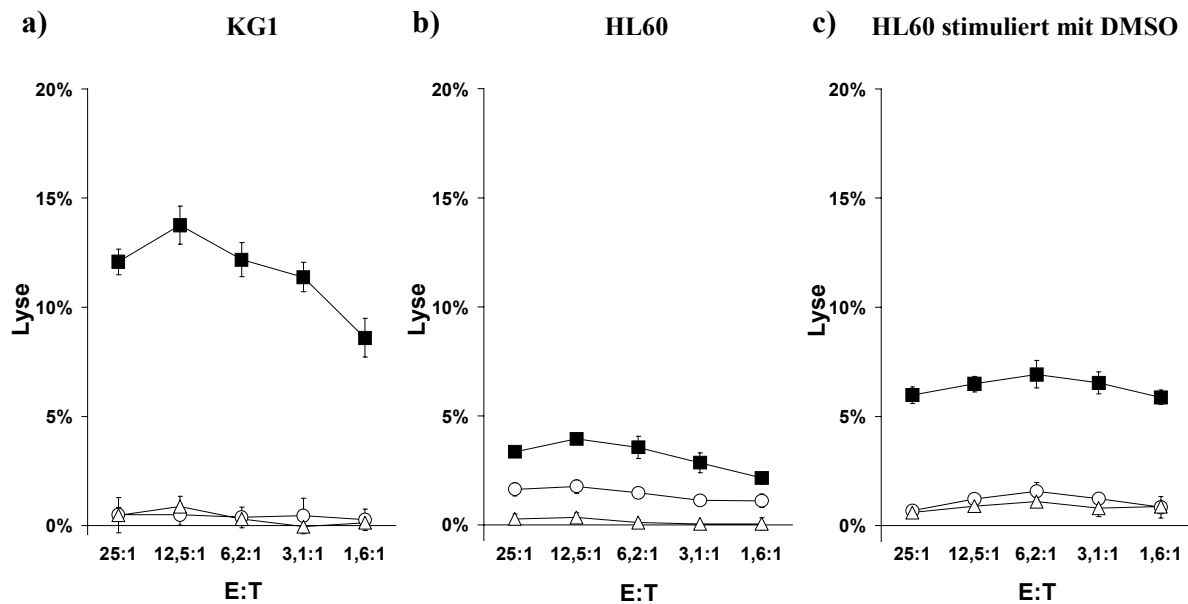 a) KG1
20%
15%
10%
5%
0%
Lyse
25:1 12,5:1 6,2:1 3,1:1 1,6:1
E:T
b) HL60
20%
15%
10%
5%
0%
Lyse
25:1 12,5:1 6,2:1 3,1:1 1,6:1
E:T
c) HL60 stimuliert mit DMSO
20%
15%
10%
5%
0%
Lyse
25:1 12,5:1 6,2:1 3,1:1 1,6:1
E:T